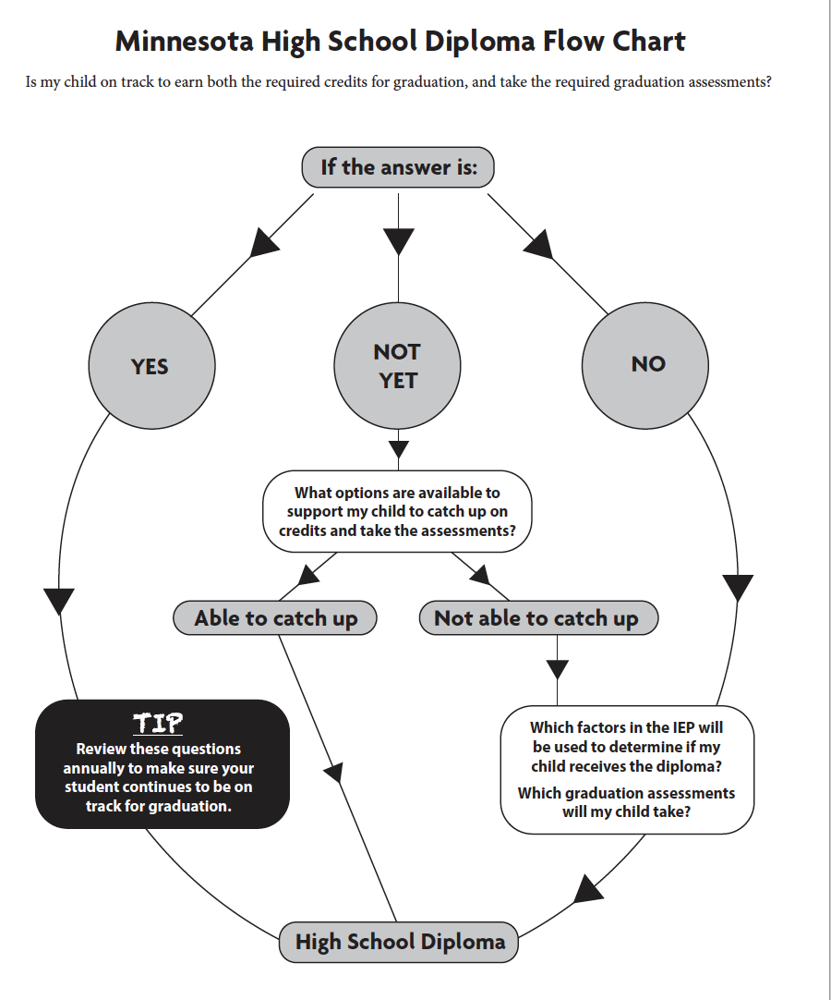 Minnesota High School Diploma Flow Chart
Is my child on track to earn both the required credits for graduation, and take the required graduation assessments?
If the answer is:
YES
NOT
YET
NO
What options are available to
support my child to catch up on
credits and take the assessments?
Able to catch up
Not able to catch up
TIP
Review these questions
annually to make sure your
student continues to be on
track for graduation.
Which factors in the IEP will
be used to determine if my
child receives the diploma?
Which graduation assessments
will my child take?
High School Diploma